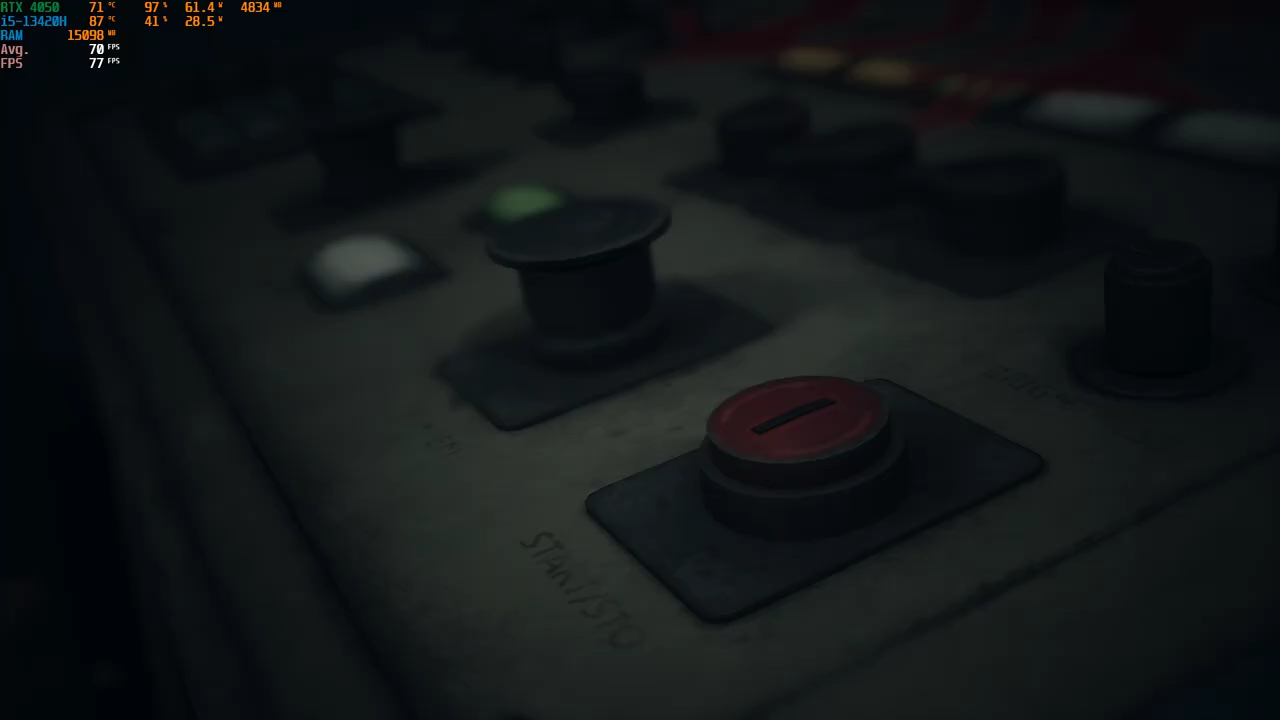 RTX 4050 71 °C 97 % 61.4 W 4834 MB
i5-13420H 87 °C 41 % 28.5 W
RAM 15098 MB
Avg. 70 FPS
FPS 77 FPS
START/STO